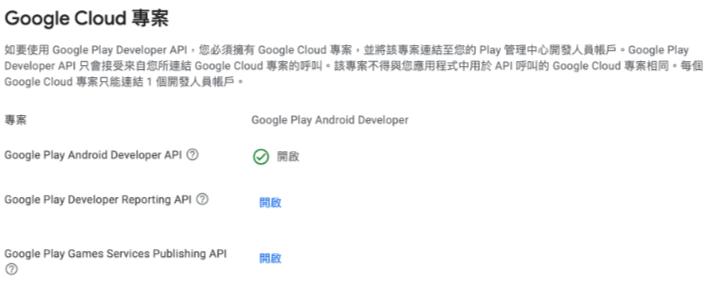 Google Cloud 專案
如要使用 Google Play Developer API，您必須擁有 Google Cloud 專案，並將該專案連結至您的 Play 管理中心開發人員帳戶。Google Play
Developer API 只會接受來自您所連結 Google Cloud 專案的呼叫。該專案不得與您應用程式中用於 API 呼叫的 Google Cloud 專案相同。每個
Google Cloud 專案只能連結 1 個開發人員帳戶。
專案 Google Play Android Developer
Google Play Android Developer API 開啟
Google Play Developer Reporting API 開啟
Google Play Games Services Publishing API 開啟